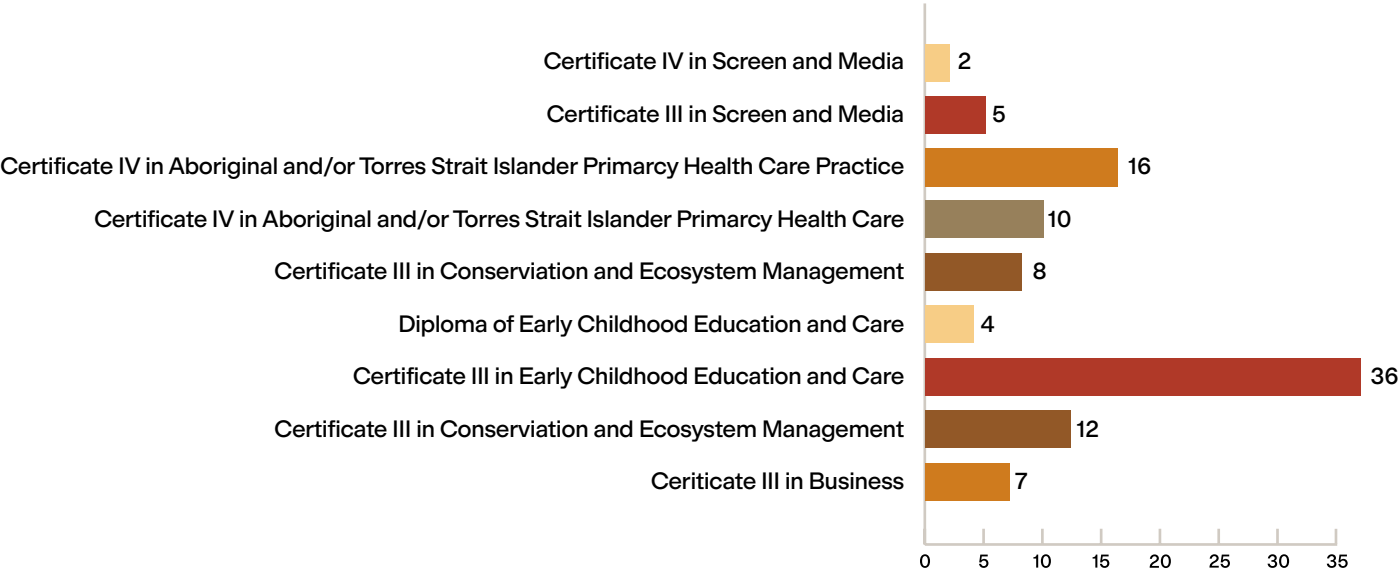 Certificate IV in Screen and Media 2
Certificate III in Screen and Media 5
Certificate IV in Aboriginal and/or Torres Strait Islander Primarcy Health Care Practice 16
Certificate IV in Aboriginal and/or Torres Strait Islander Primarcy Health Care 10
Certificate III in Conserviation and Ecosystem Management 8
Diploma of Early Childhood Education and Care 4
Certificate III in Early Childhood Education and Care 36
Certificate III in Conserviation and Ecosystem Management 12
Ceriticate III in Business 7
0 5 10 15 20 25 30 35